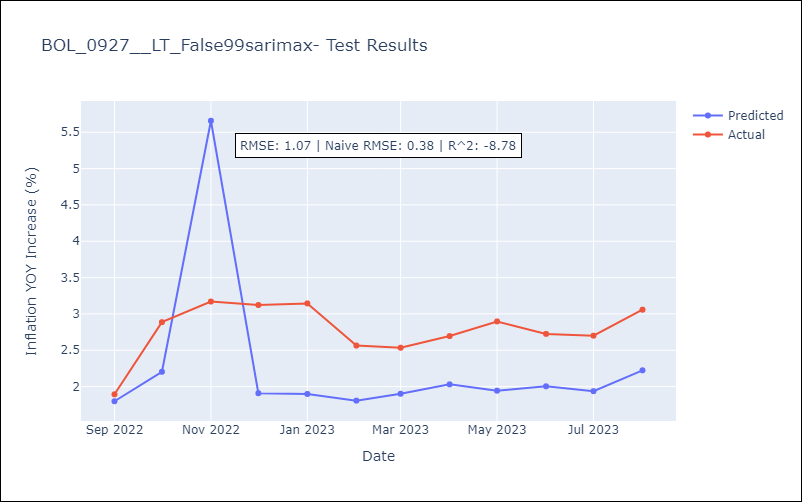 BOL_0927__LT_False99sarimax- Test Results
Predicted
Actual
RMSE: 1.07 | Naive RMSE: 0.38 | R^2: -8.78
Inflation YOY Increase (%)
5.5
5
4.5
4
3.5
3
2.5
2
Sep 2022 Nov 2022 Jan 2023 Mar 2023 May 2023 Jul 2023
Date